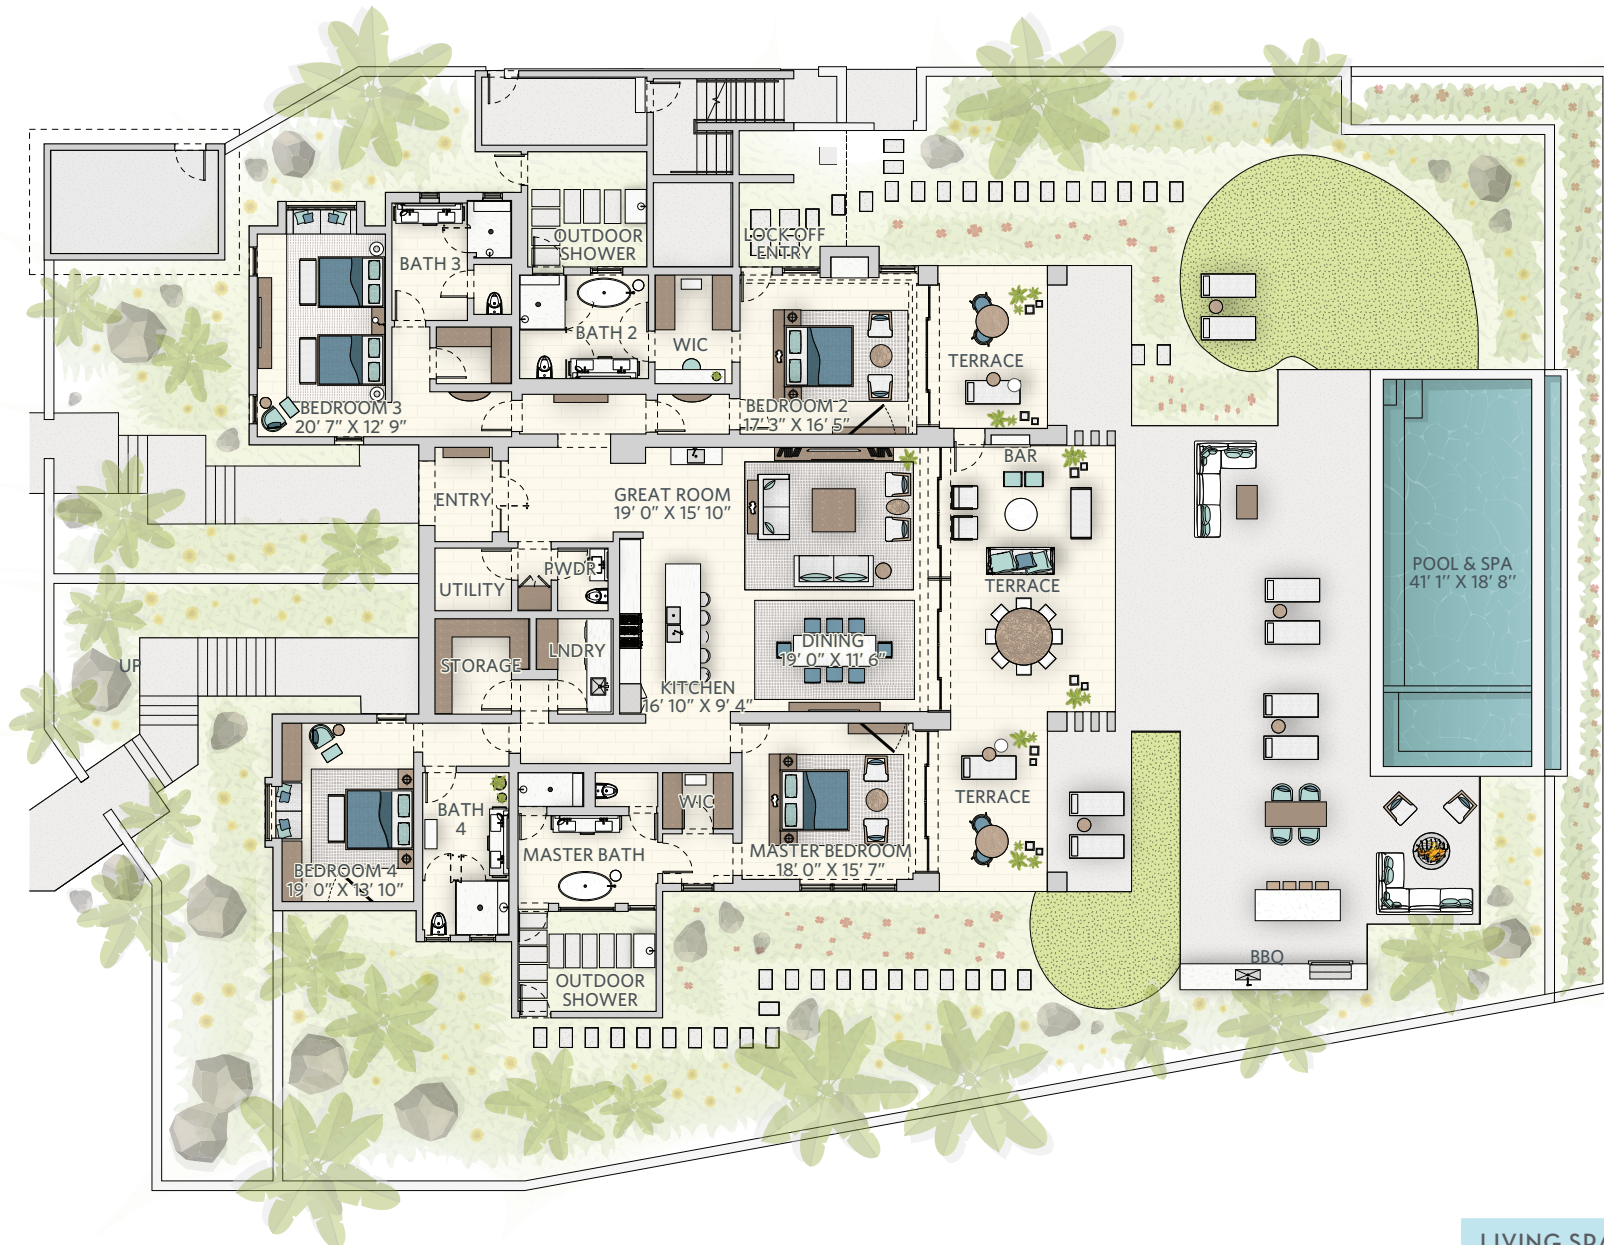 OUTDOOR
SHOWER
LOCK-OFF
ENTRY
BATH 3
BATH 2
WIC
TERRACE
BEDROOM 3
20' 7" X 12' 9"
BEDROOM 2
17' 3" X 16' 5"
BAR
ENTRY
GREAT ROOM
19' 0" X 15' 10"
POOL & SPA
41' 1" X 18' 8"
PWDR
UTILITY
TERRACE
DINING
19' 0" X 11' 6"
LNDRY
STORAGE
UP
KITCHEN
16' 10" X 9' 4"
TERRACE
WIC
BATH
4
MASTER BATH
MASTER BEDROOM
18' 0" X 15' 7"
BEDROOM 4
19' 0" X 13' 10"
BBQ
OUTDOOR
SHOWER